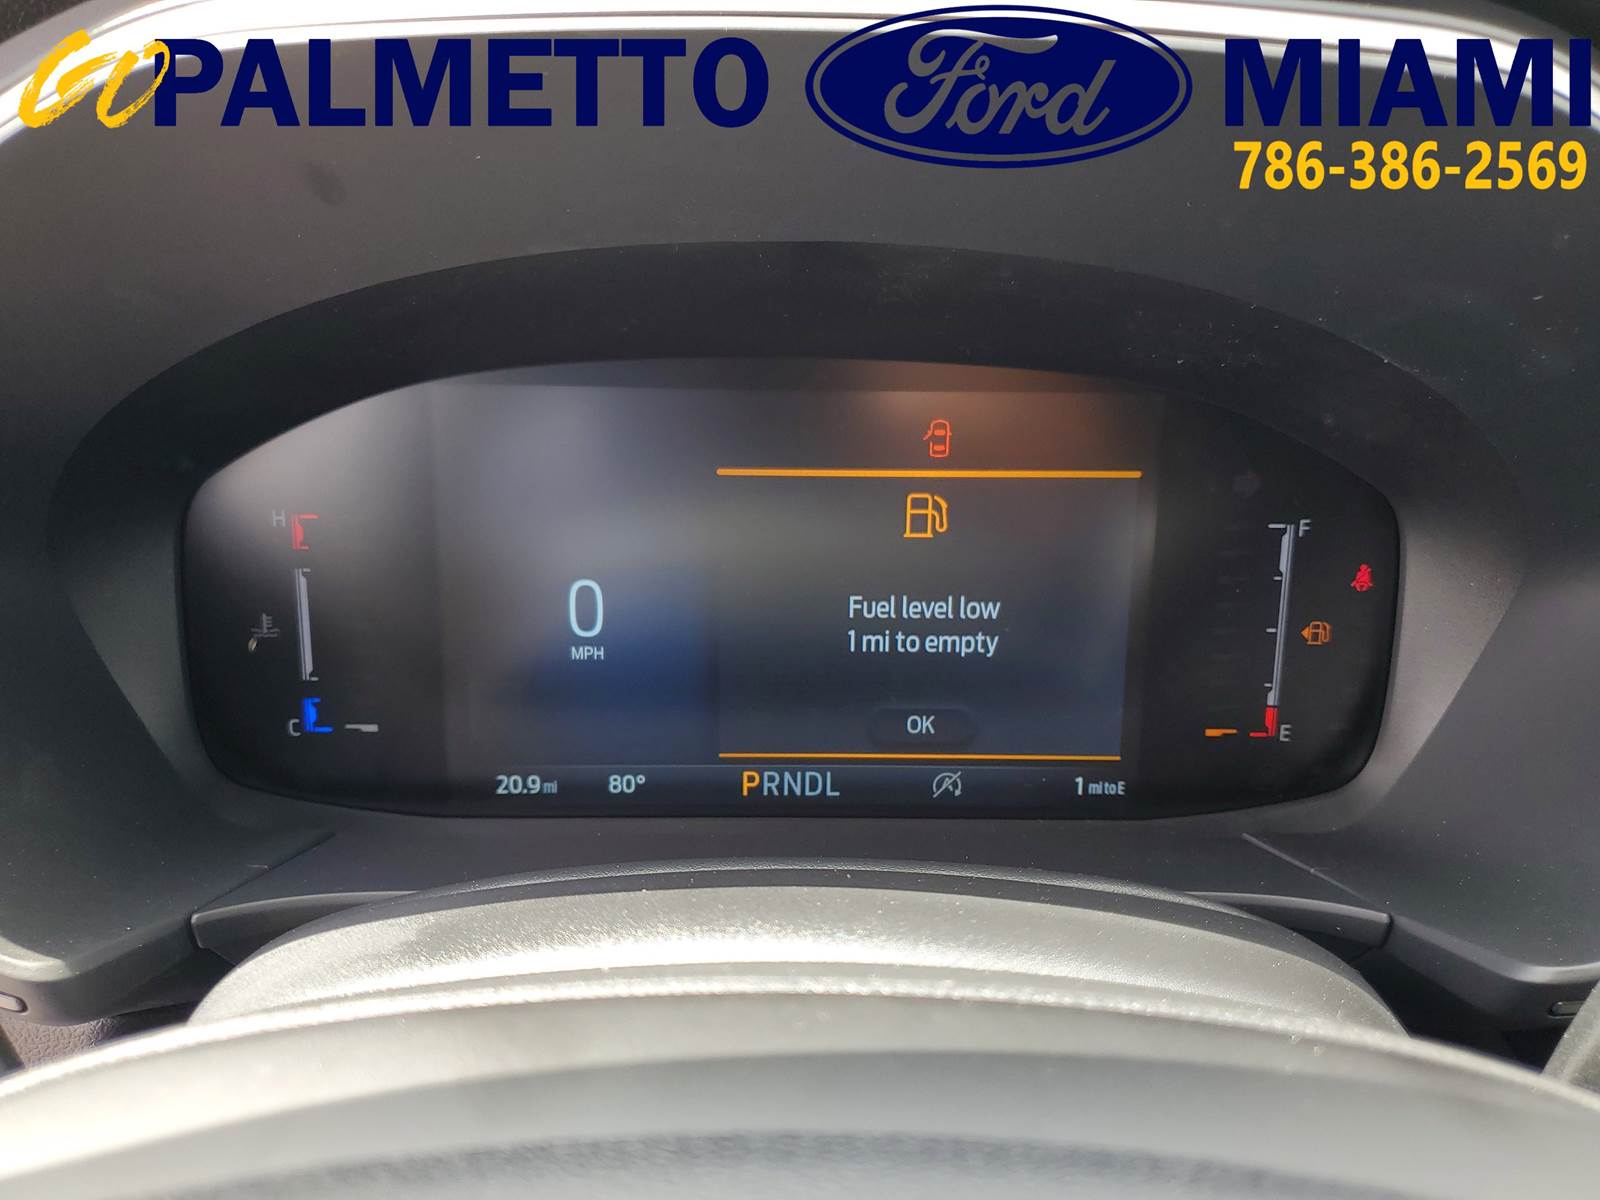 GO PALMETTO Ford MIAMI
786-386-2569
H
F
Fuel level low
0
1 mi to empty
MPH
C
OK
E
20.9 mi 80° PRNDL A 1 mi to E